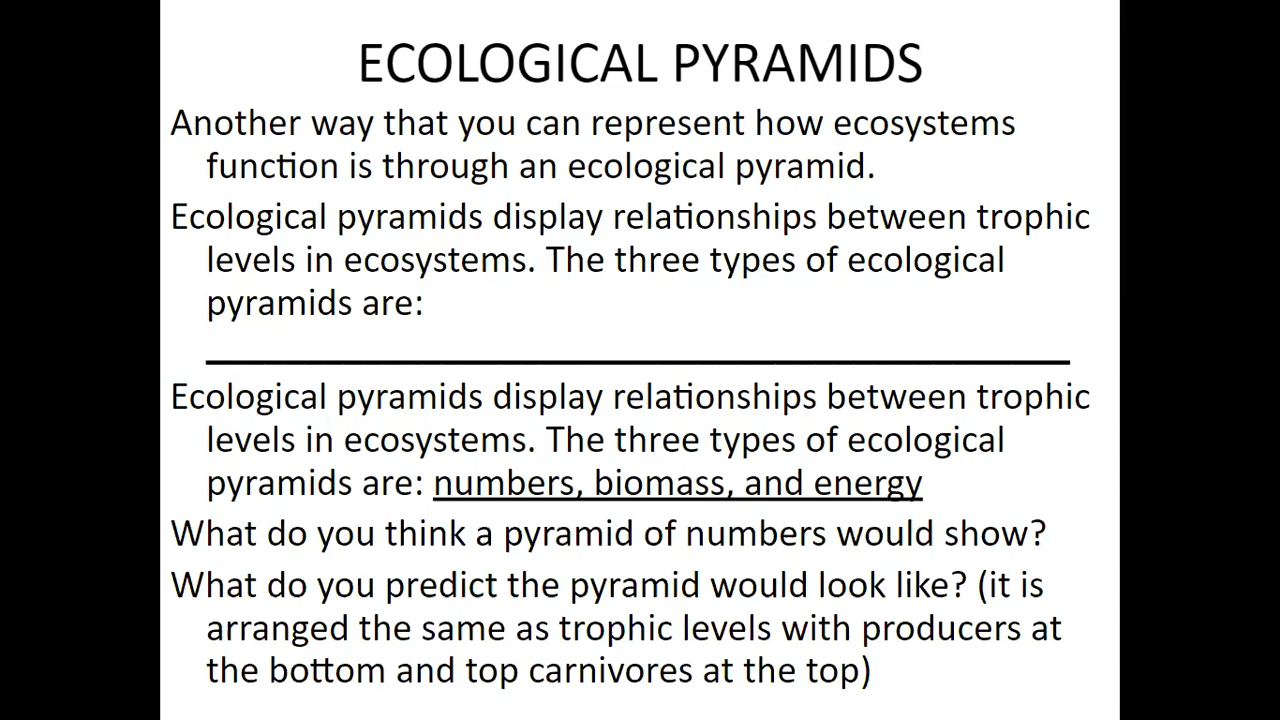 ECOLOGICAL PYRAMIDS
Another way that you can represent how ecosystems
function is through an ecological pyramid.
Ecological pyramids display relationships between trophic
levels in ecosystems. The three types of ecological
pyramids are:
Ecological pyramids display relationships between trophic
levels in ecosystems. The three types of ecological
pyramids are: numbers, biomass, and energy
What do you think a pyramid of numbers would show?
What do you predict the pyramid would look like? (it is
arranged the same as trophic levels with producers at
the bottom and top carnivores at the top)